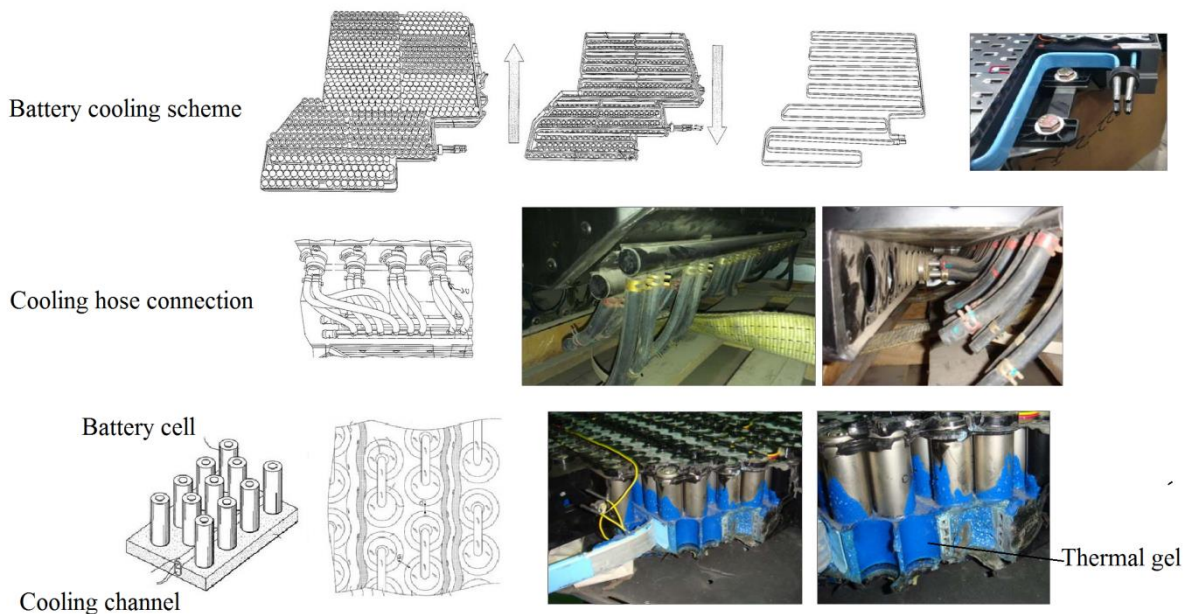 Battery cooling scheme
Cooling hose connection
Battery cell
Thermal gel
Cooling channel